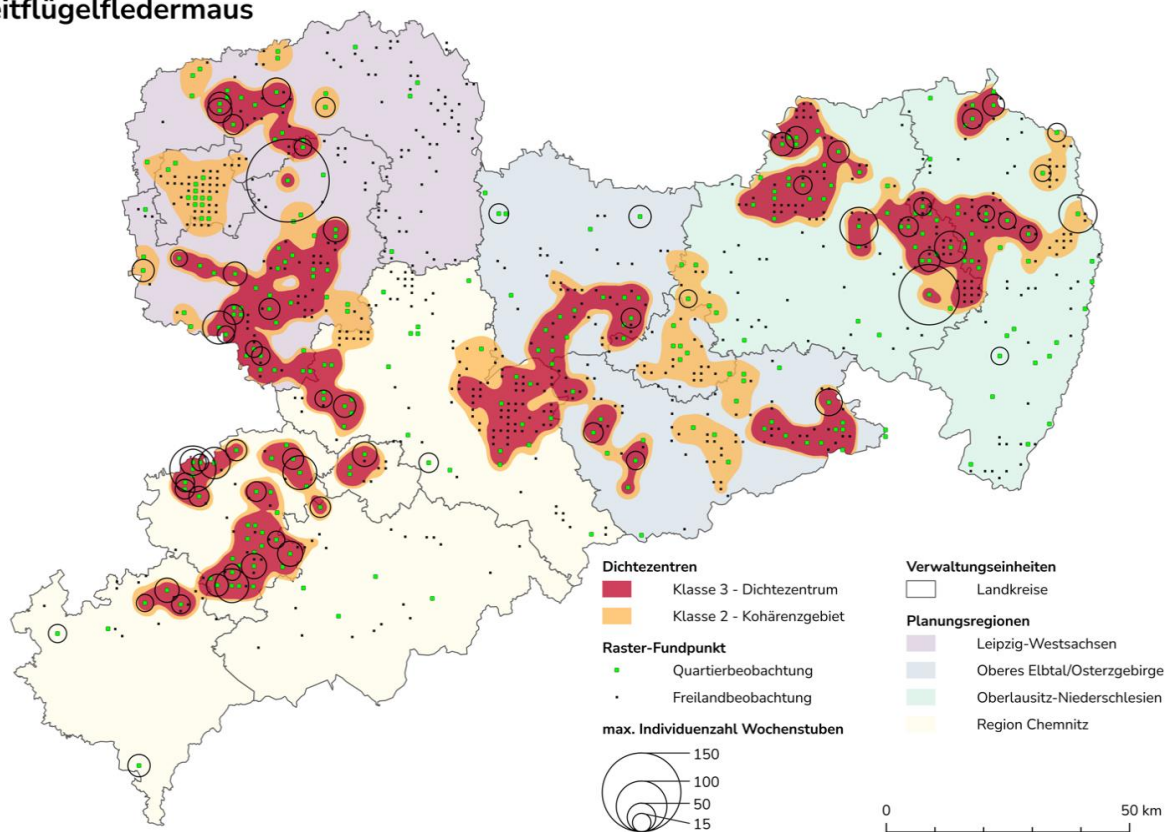 eitflügelfledermaus
Dichtezentren
Klasse 3 - Dichtezentrum
Klasse 2 - Kohärenzgebiet
Raster-Fundpunkt
Quartierbeobachtung
Freilandbeobachtung
max. Individuenzahl Wochenstuben
150
100
50
15
Verwaltungseinheiten
Landkreise
Planungsregionen
Leipzig-Westsachsen
Oberes Elbtal/Osterzgebirge
Oberlausitz-Niederschlesien
Region Chemnitz
0 50 km